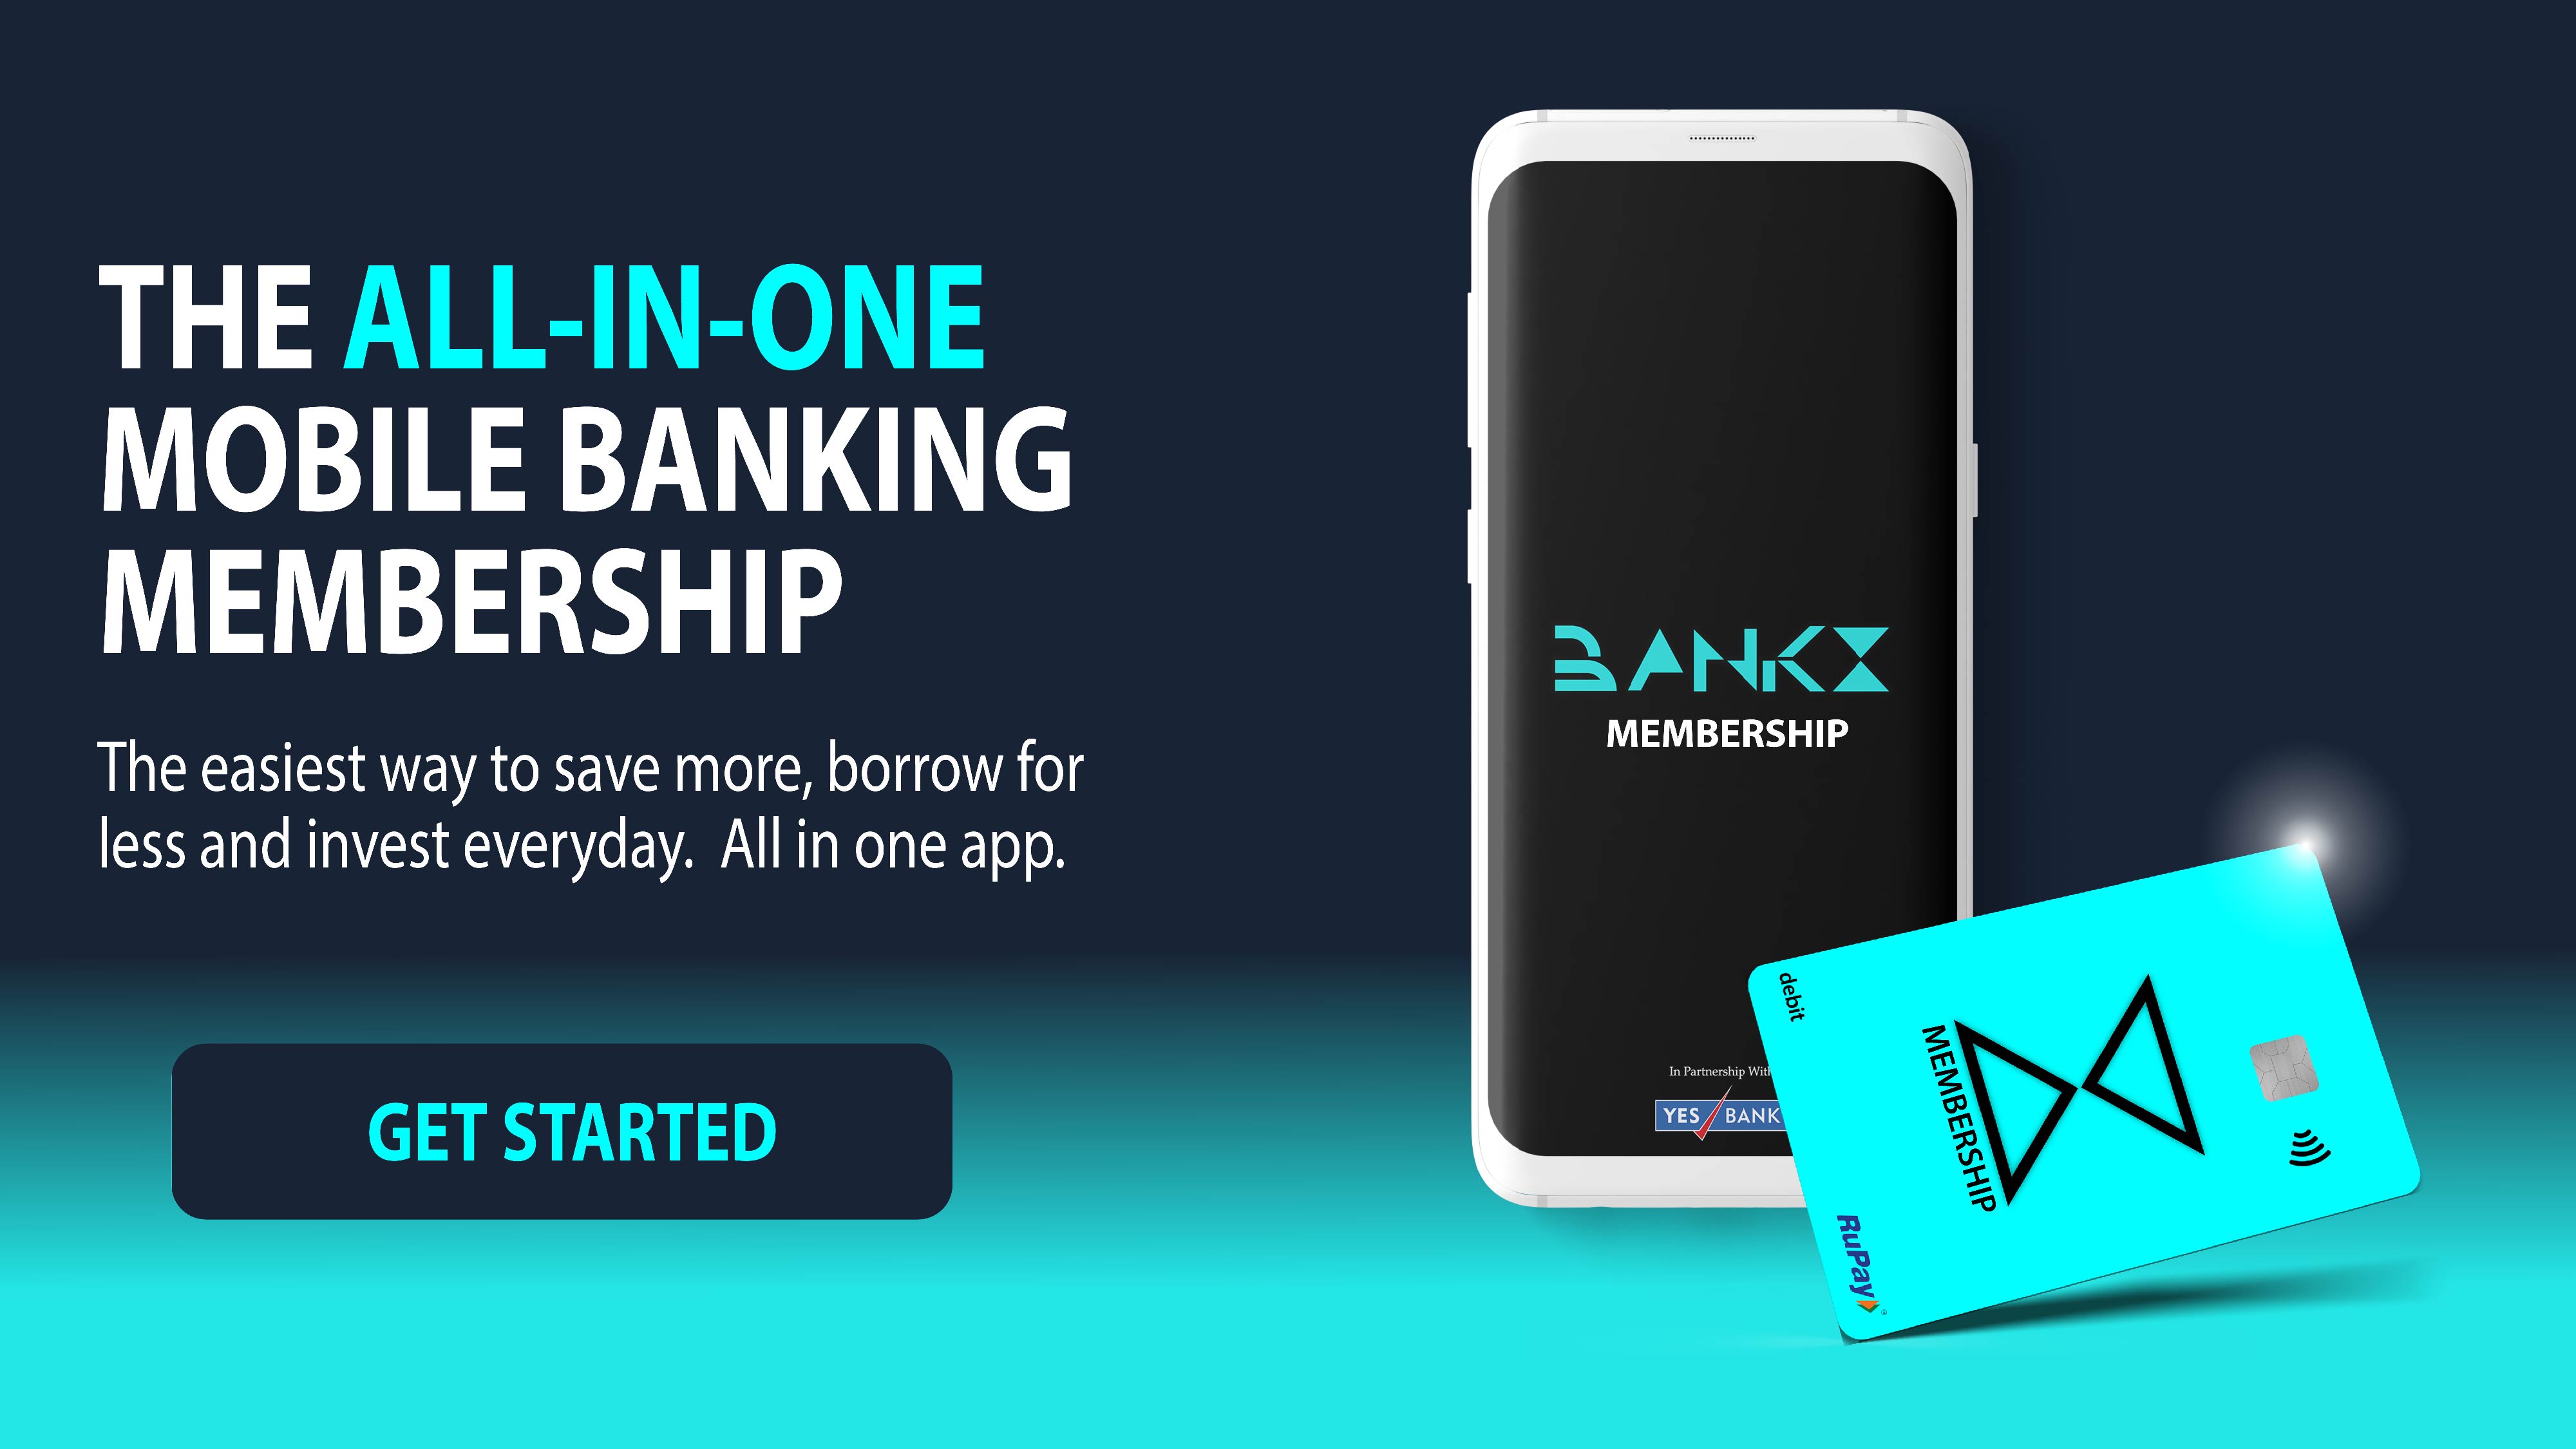 THE ALL-IN-ONE
MOBILE BANKING
MEMBERSHIP
The easiest way to save more, borrow for
less and invest everyday. All in one app.
GET STARTED
BANKX
MEMBERSHIP
In Partnership With
YES BANK
debit
MEMBERSHIP
RuPay